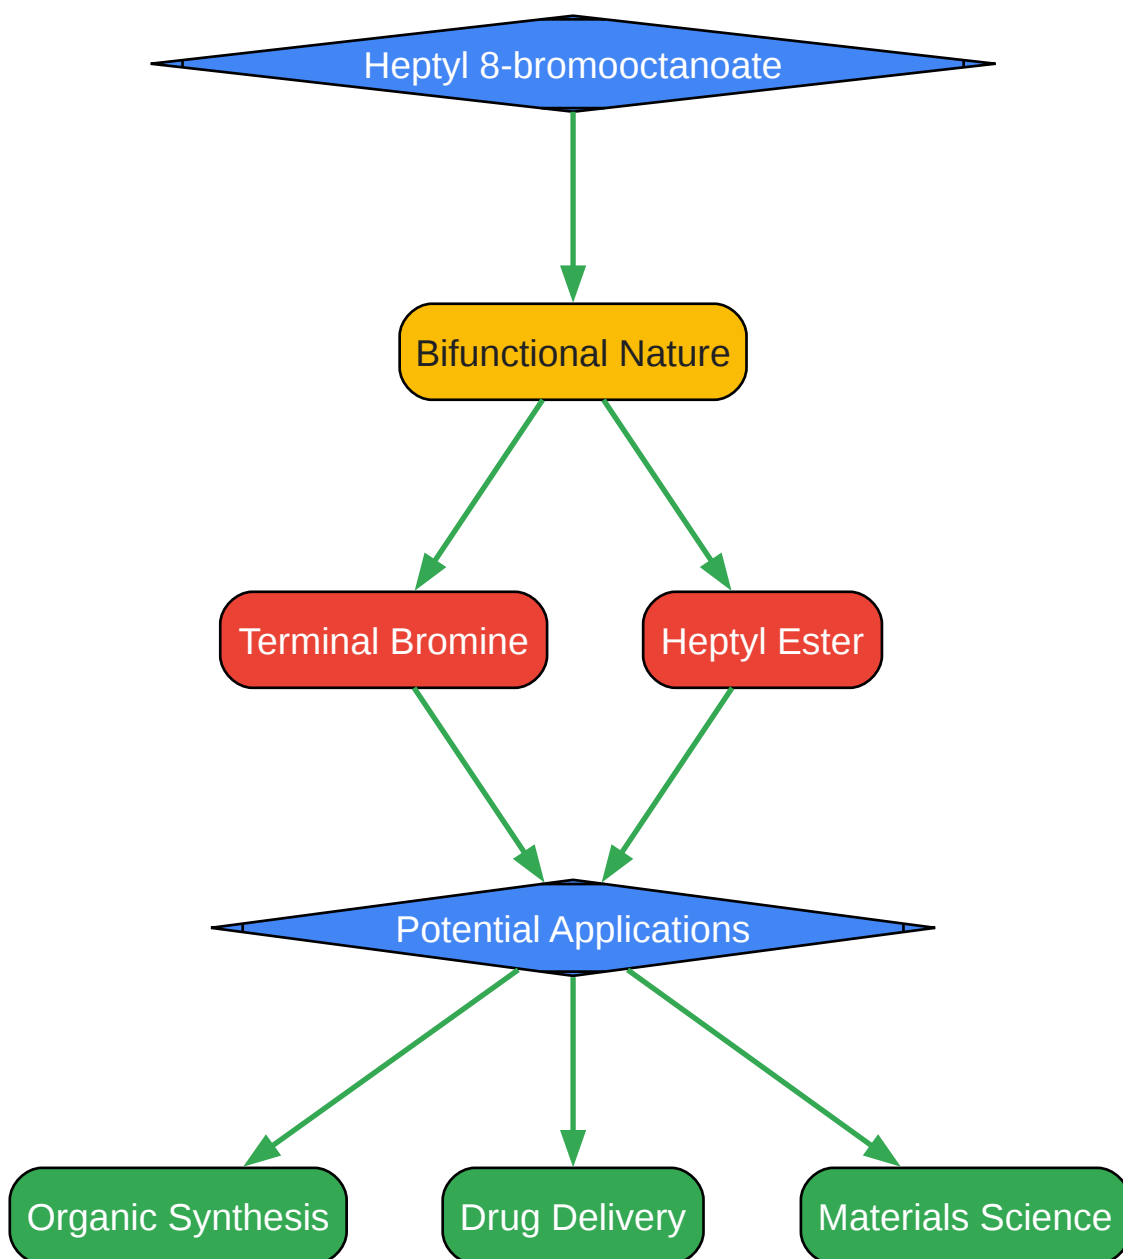 Heptyl 8-bromooctanoate
Bifunctional Nature
Terminal Bromine
Heptyl Ester
Potential Applications
Organic Synthesis
Drug Delivery
Materials Science